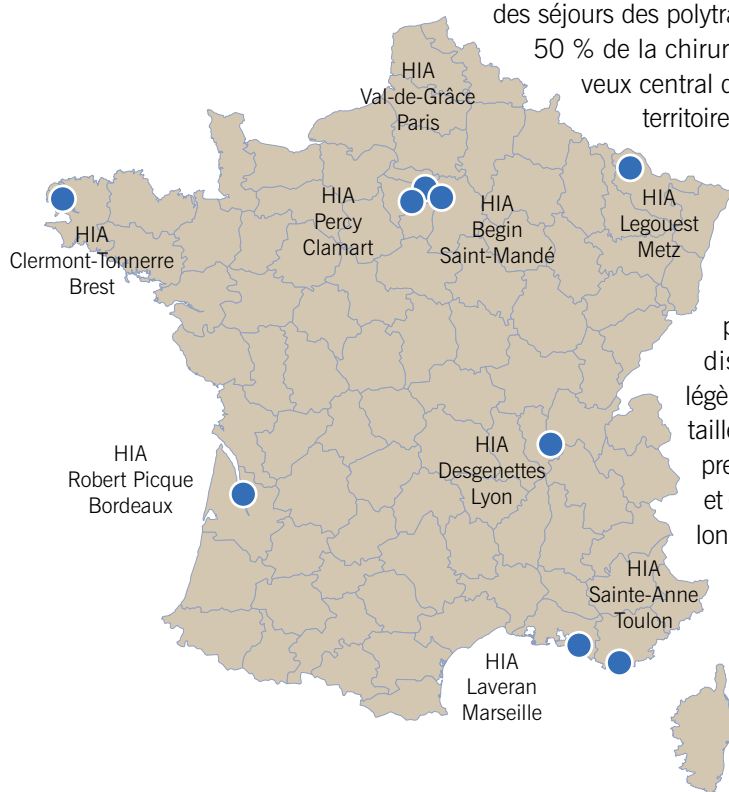 des séjours des
50 % de la
veux central
territoire
HIA
Val-de-Grâce
Paris
HIA
Percy
Clamart
HIA
Begin
Saint-Mandé
HIA
Legouest
Metz
HIA
Clermont-Tonnerre
Brest
HIA
Robert Picque
Bordeaux
HIA
Desgenettes
Lyon
taille
et
HIA
Sainte-Anne
Toulon
HIA
Laveran
Marseille